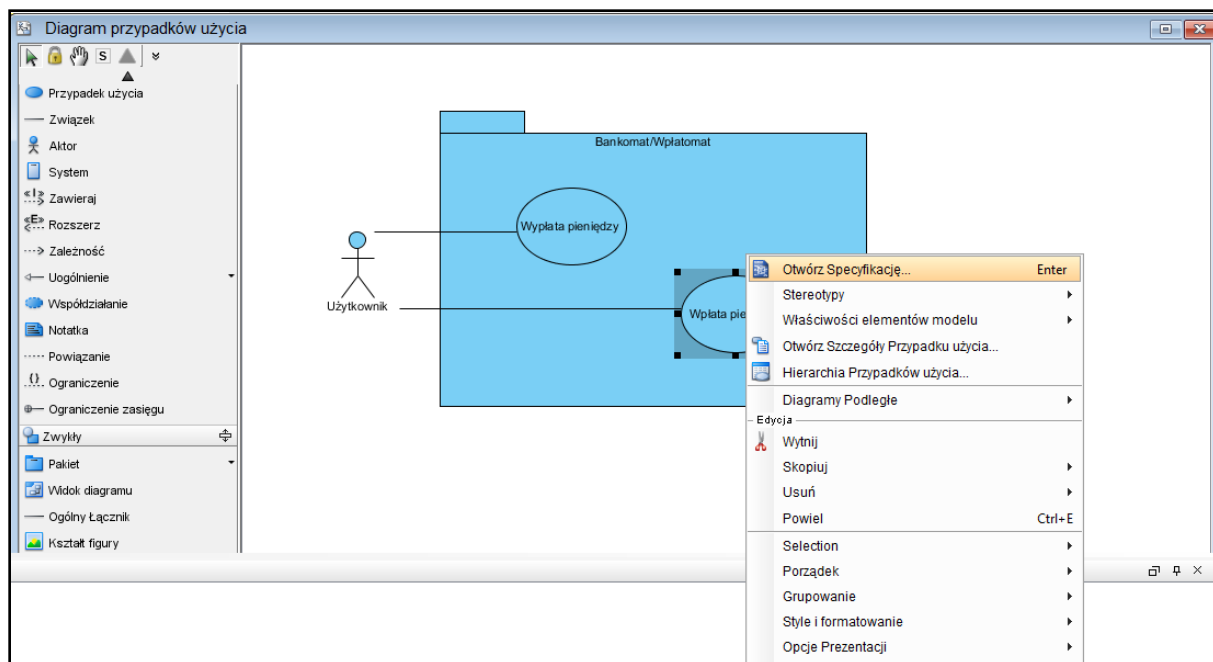 Diagram przypadków użycia
S
Przypadek użycia
Związek
Aktor
System
Zawieraj
Rozszerz
Zależność
Uogólnienie
Współdziałanie
Notatka
Powiązanie
Ograniczenie
Ograniczenie zasięgu
Zwykły
Pakiet
Widok diagramu
Ogólny Łącznik
Kształt figury
Bankomat/Wpłatomat
Wypłata pieniędzy
Użytkownik
Wpłata pie
Otwórz Specyfikację... Enter
Stereotypy
Właściwości elementów modelu
Otwórz Szczegóły Przypadku użycia...
Hierarchia Przypadków użycia...
Diagramy Podległe
Edycja
Wytnij
Skopiuj
Usuń
Powiel Ctrl+E
Selection
Porządek
Grupowanie
Style i formatowanie
Opcje Prezentacji